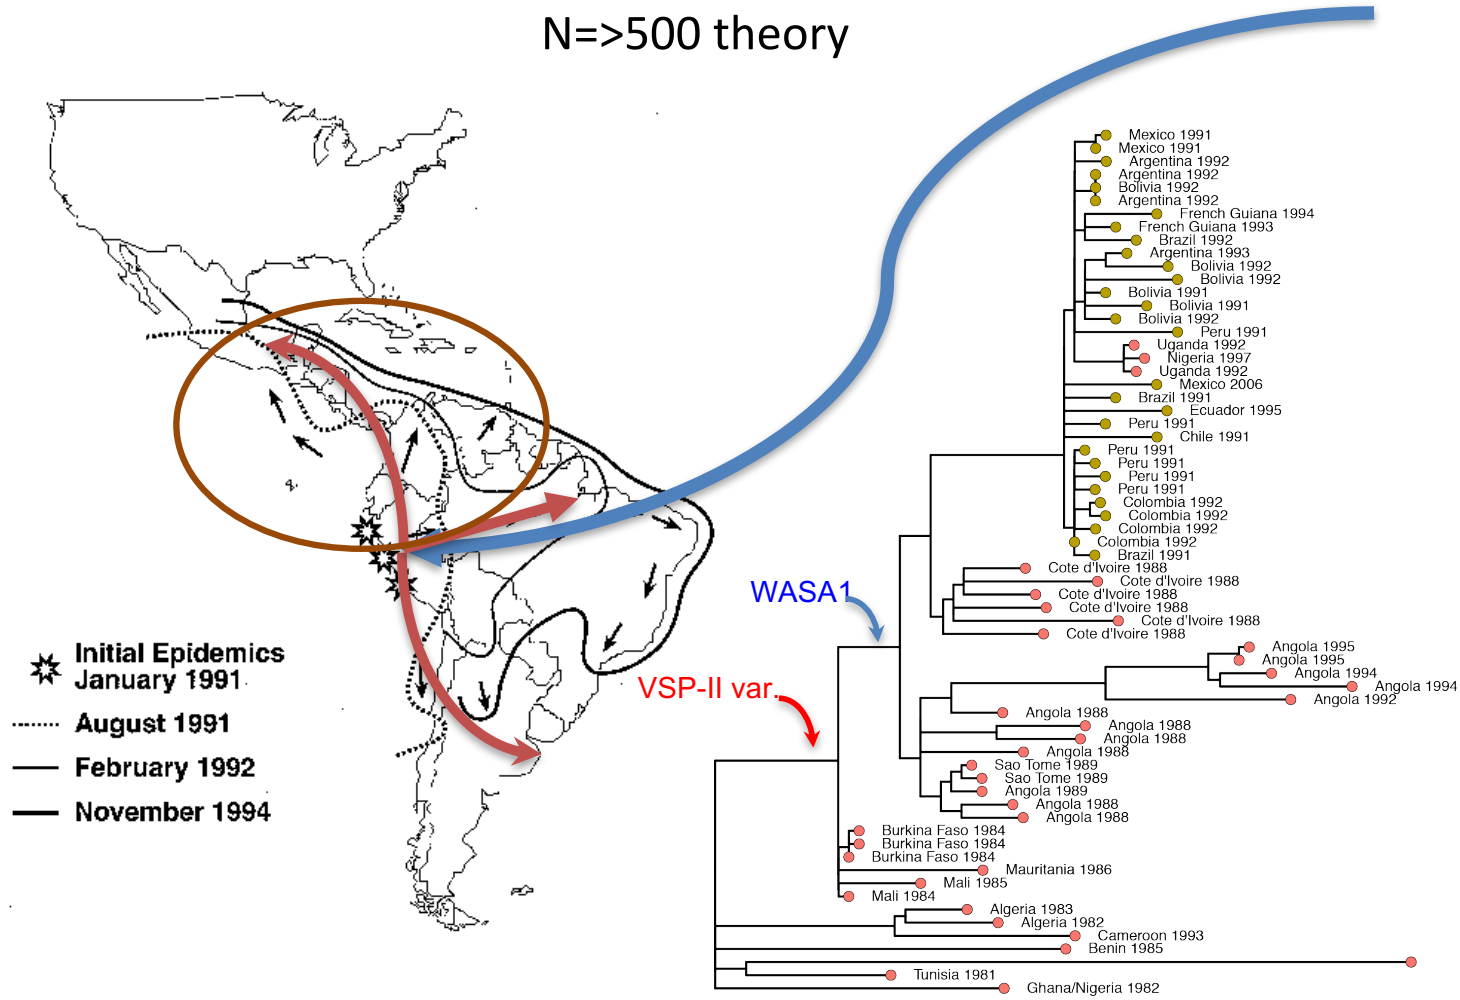 N=>500 theory
Mexico 1991
Mexico 1991
Argentina 1992
Argentina 1992
Bolivia 1992
Argentina 1992
French Guiana 1994
French Guiana 1993
Brazil 1992
Argentina 1993
Bolivia 1992
Bolivia 1992
Bolivia 1991
Bolivia 1991
Bolivia 1992
Peru 1991
Uganda 1992
Nigeria 1997
Uganda 1992
Mexico 2006
Brazil 1991
Ecuador 1995
Peru 1991
Chile 1991
Peru 1991
Peru 1991
Peru 1991
Peru 1991
Colombia 1992
Colombia 1992
Colombia 1992
Colombia 1992
Brazil 1991
Cote d'Ivoire 1988
Cote d'Ivoire 1988
Cote d'Ivoire 1988
Cote d'Ivoire 1988
Cote d'Ivoire 1988
Cote d'Ivoire 1988
Angola 1995
Angola 1995
Angola 1994
Angola 1994
Angola 1992
Angola 1988
Angola 1988
Angola 1988
Angola 1988
Sao Tome 1989
Sao Tome 1989
Angola 1989
Angola 1988
Angola 1988
Burkina Faso 1984
Burkina Faso 1984
Burkina Faso 1984
Mauritania 1986
Mali 1985
Mali 1984
Algeria 1983
Algeria 1982
Cameroon 1993
Benin 1985
Tunisia 1981
Ghana/Nigeria 1982
WASA1
VSP-II var.
Initial Epidemics
January 1991
August 1991
February 1992
November 1994